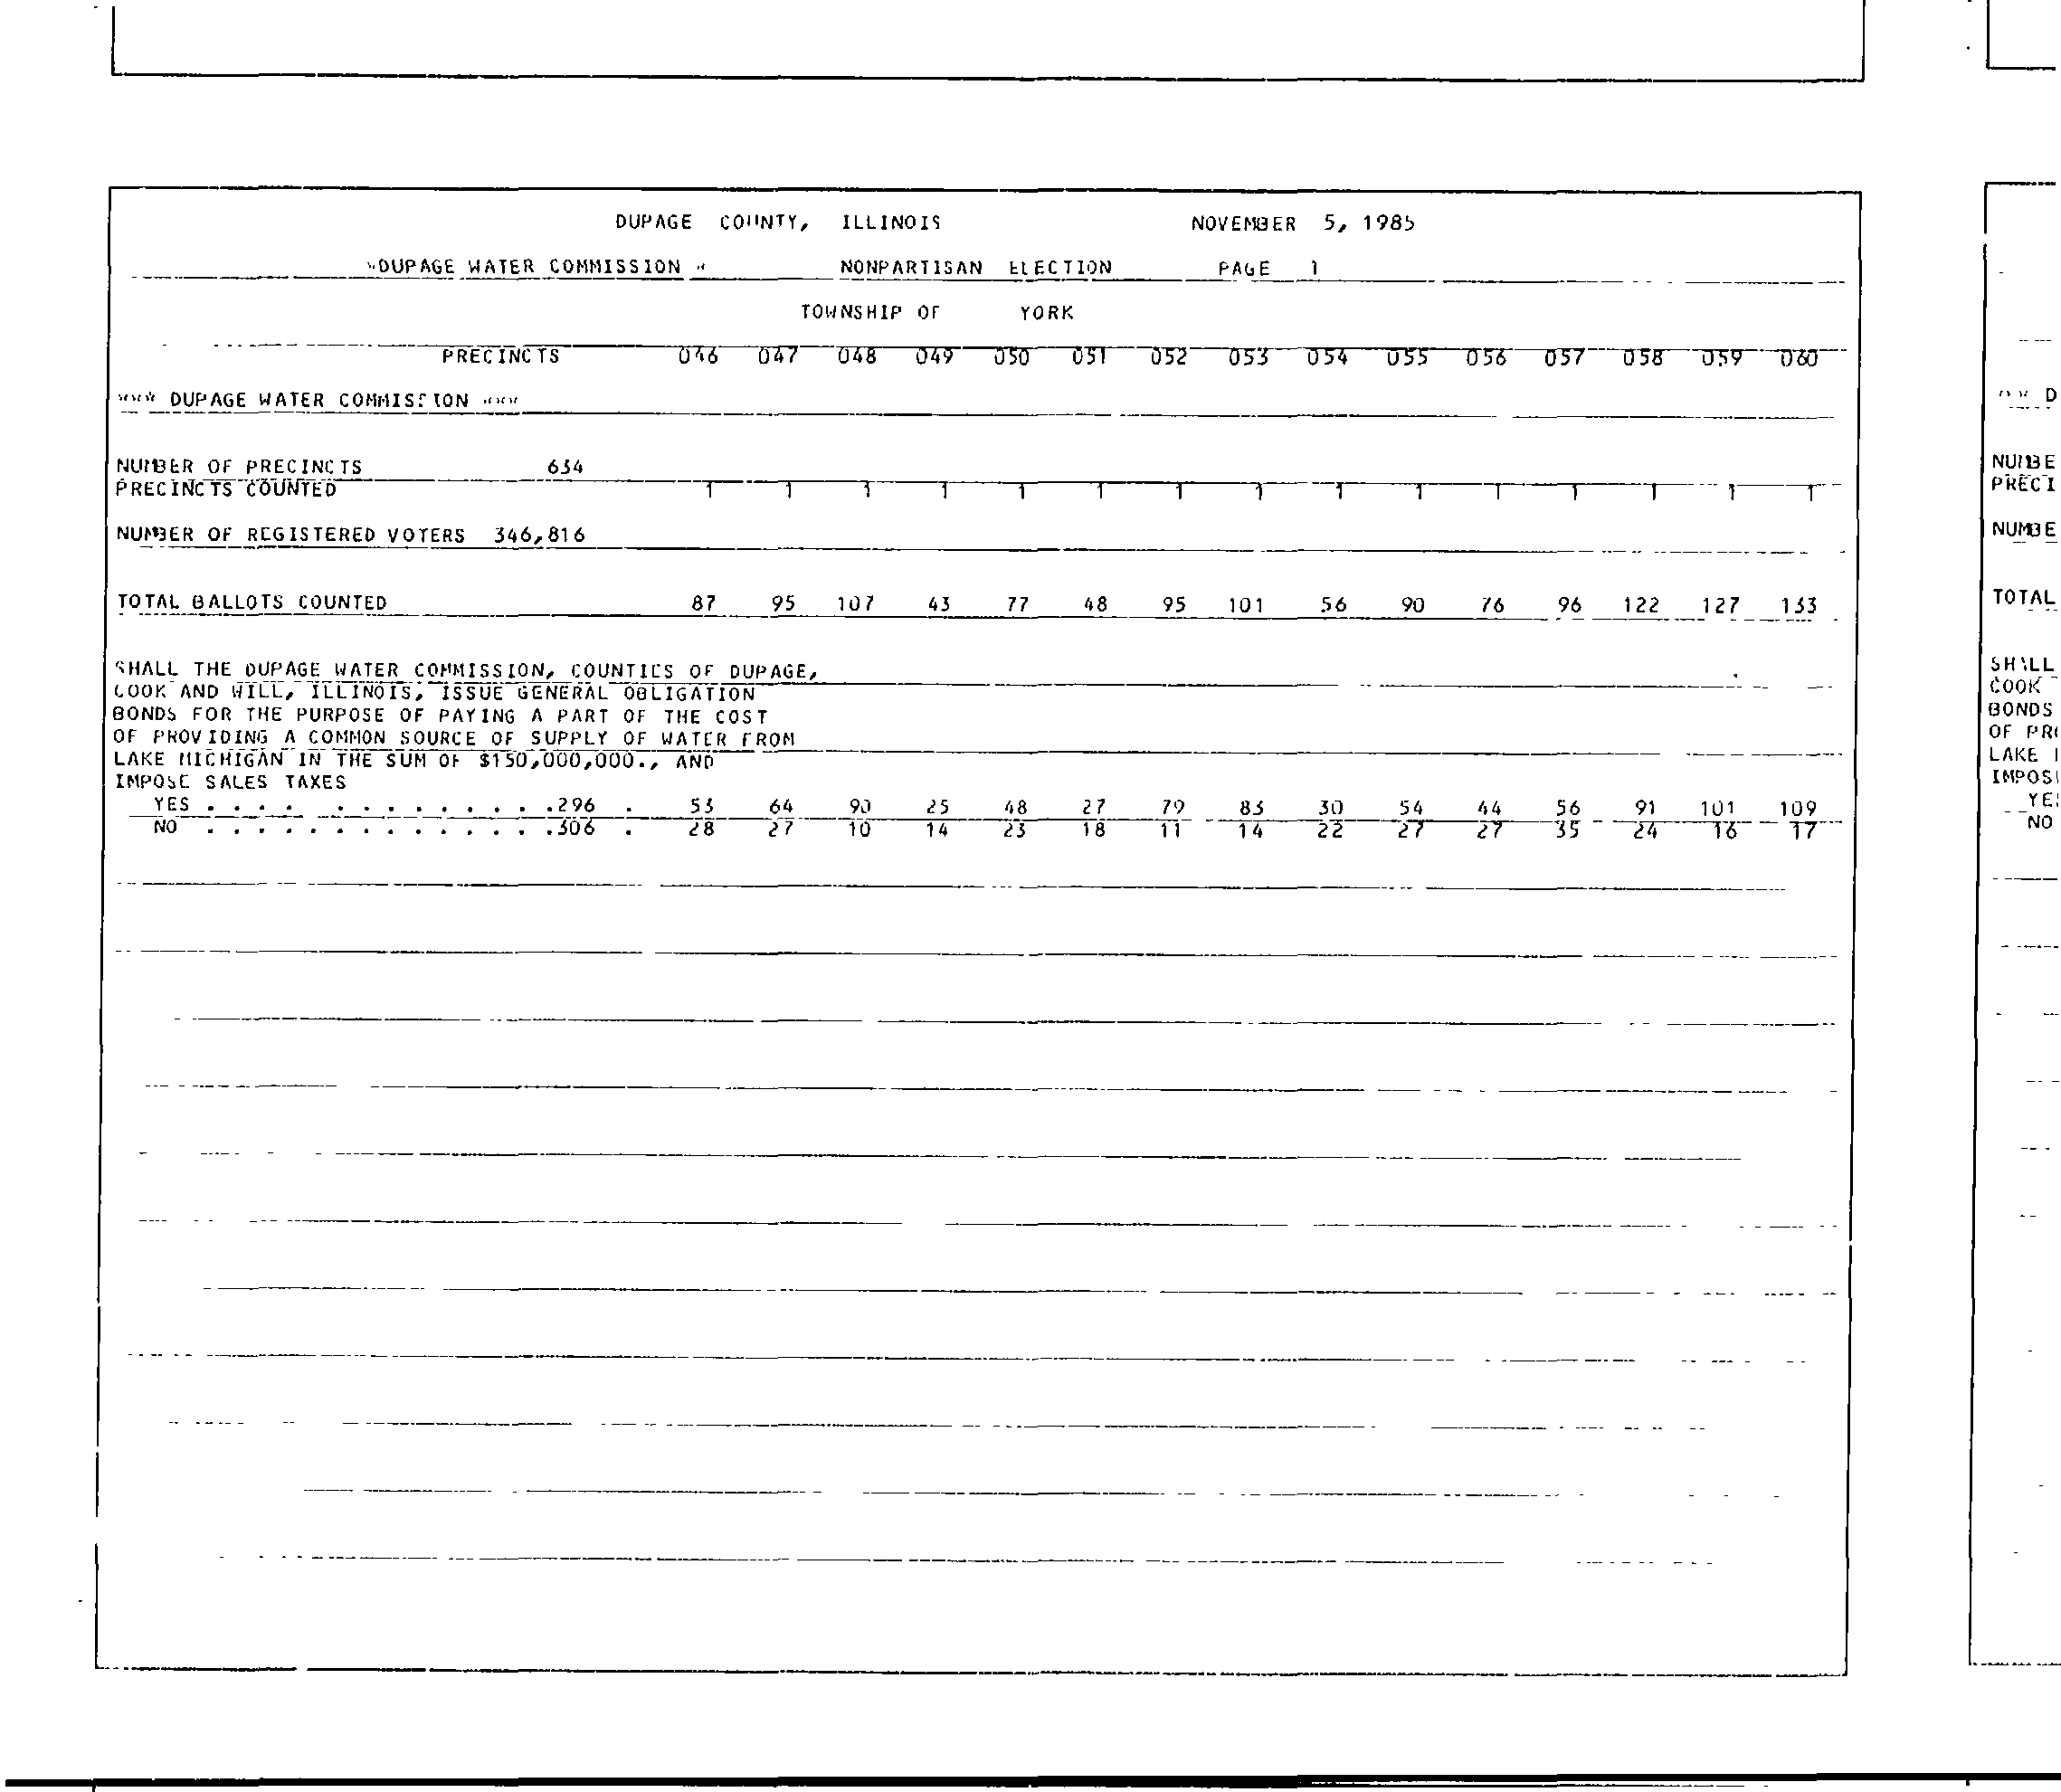 DUPAGE COUNTY, ILLINOIS NOVEMBER 5, 1985
*DUPAGE WATER COMMISSION * NONPARTISAN ELECTION PAGE 1
TOWNSHIP OF YORK
PRECINCTS 046 047 048 049 050 051 052 053 054 055 056 057 058 059 060
*** DUPAGE WATER COMMISSION ***
NUMBER OF PRECINCTS 634
PRECINCTS COUNTED 1 1 1 1 1 1 1 1 1 1 1 1 1 1 1
NUMBER OF REGISTERED VOTERS 346,816
TOTAL BALLOTS COUNTED 87 95 107 43 77 48 95 101 56 90 76 96 122 127 133
SHALL THE DUPAGE WATER COMMISSION, COUNTIES OF DUPAGE,
COOK AND WILL, ILLINOIS, ISSUE GENERAL OBLIGATION
BONDS FOR THE PURPOSE OF PAYING A PART OF THE COST
OF PROVIDING A COMMON SOURCE OF SUPPLY OF WATER FROM
LAKE MICHIGAN IN THE SUM OF $150,000,000., AND
IMPOSE SALES TAXES
YES . . . . . . . . . . . . .296 . 53 64 90 25 48 27 79 83 30 54 44 56 91 101 109
NO . . . . . . . . . . . . . .306 . 28 27 10 14 23 18 11 14 22 27 27 35 24 16 17
D
NUMBE
PRECI
NUMBE
TOTAL
SHALL
COOK
BONDS
OF PR
LAKE
IMPOS
YES
NO